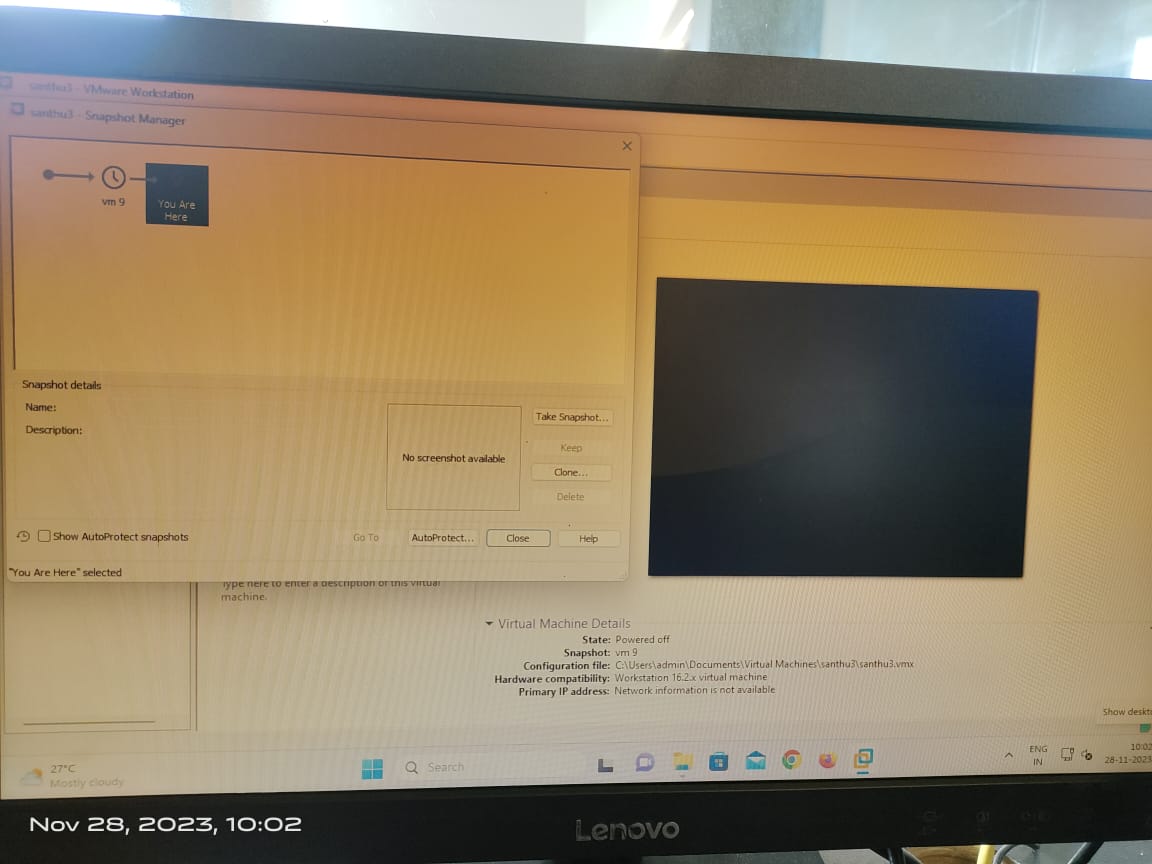 santhu3 - VMware Workstation
santhu3 - Snapshot Manager
vm 9
You Are
Here
Snapshot details
Name:
Description:
No screenshot available
Take Snapshot...
Keep
Clone...
Delete
Show AutoProtect snapshots
Go To
AutoProtect...
Close
Help
"You Are Here" selected
Type here to enter a description of this virtual
machine.
Virtual Machine Details
State: Powered off
Snapshot: vm 9
Configuration file: C:\Users\admin\Documents\Virtual Machines\santhu3\santhu3.vmx
Hardware compatibility: Workstation 16.2.x virtual machine
Primary IP address: Network information is not available
Show deskt
27°C
Mostly cloudy
Search
ENG
IN
10:02
28-11-2023
Nov 28, 2023, 10:02
Lenovo